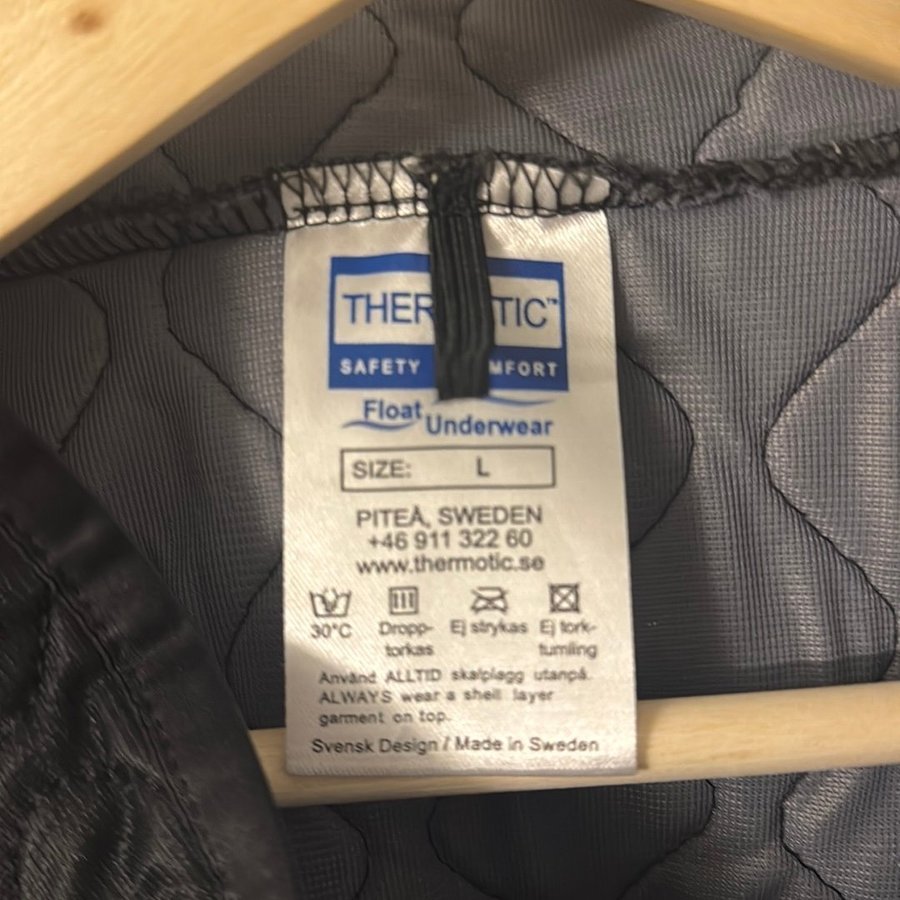 THER TIC™
SAFETY MFORT
Float Underwear
SIZE: L
PITEÅ, SWEDEN
+46 911 322 60
www.thermotic.se
30°C Dropp- Ej strykas Ej tork-
torkas tumling
Använd ALLTID skalplagg utanpå.
ALWAYS wear a shell layer
garment on top.
Svensk Design / Made in Sweden